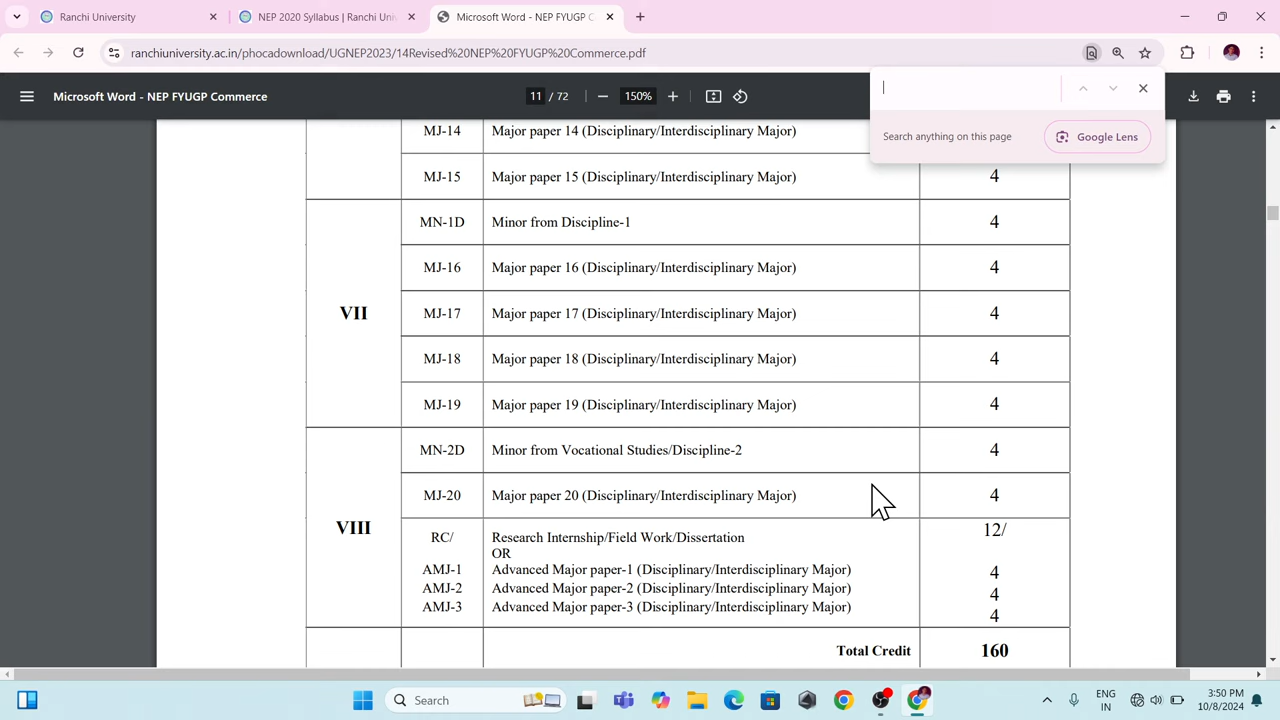 Ranchi University
NEP 2020 Syllabus | Ranchi Uni
Microsoft Word - NEP FYUGP
ranchiuniversity.ac.in/phocadownload/UGNEP2023/14Revised%20NEP%20FYUGP%20Commerce.pdf
Microsoft Word - NEP FYUGP Commerce
11 / 72
150%
Search anything on this page
Google Lens
MJ-14 Major paper 14 (Disciplinary/Interdisciplinary Major)
MJ-15 Major paper 15 (Disciplinary/Interdisciplinary Major) 4
MN-1D Minor from Discipline-1 4
MJ-16 Major paper 16 (Disciplinary/Interdisciplinary Major) 4
VII MJ-17 Major paper 17 (Disciplinary/Interdisciplinary Major) 4
MJ-18 Major paper 18 (Disciplinary/Interdisciplinary Major) 4
MJ-19 Major paper 19 (Disciplinary/Interdisciplinary Major) 4
MN-2D Minor from Vocational Studies/Discipline-2 4
MJ-20 Major paper 20 (Disciplinary/Interdisciplinary Major) 4
VIII RC/ Research Internship/Field Work/Dissertation 12/
OR
AMJ-1 Advanced Major paper-1 (Disciplinary/Interdisciplinary Major) 4
AMJ-2 Advanced Major paper-2 (Disciplinary/Interdisciplinary Major) 4
AMJ-3 Advanced Major paper-3 (Disciplinary/Interdisciplinary Major) 4
Total Credit 160
Search
ENG
IN
3:50 PM
10/8/2024